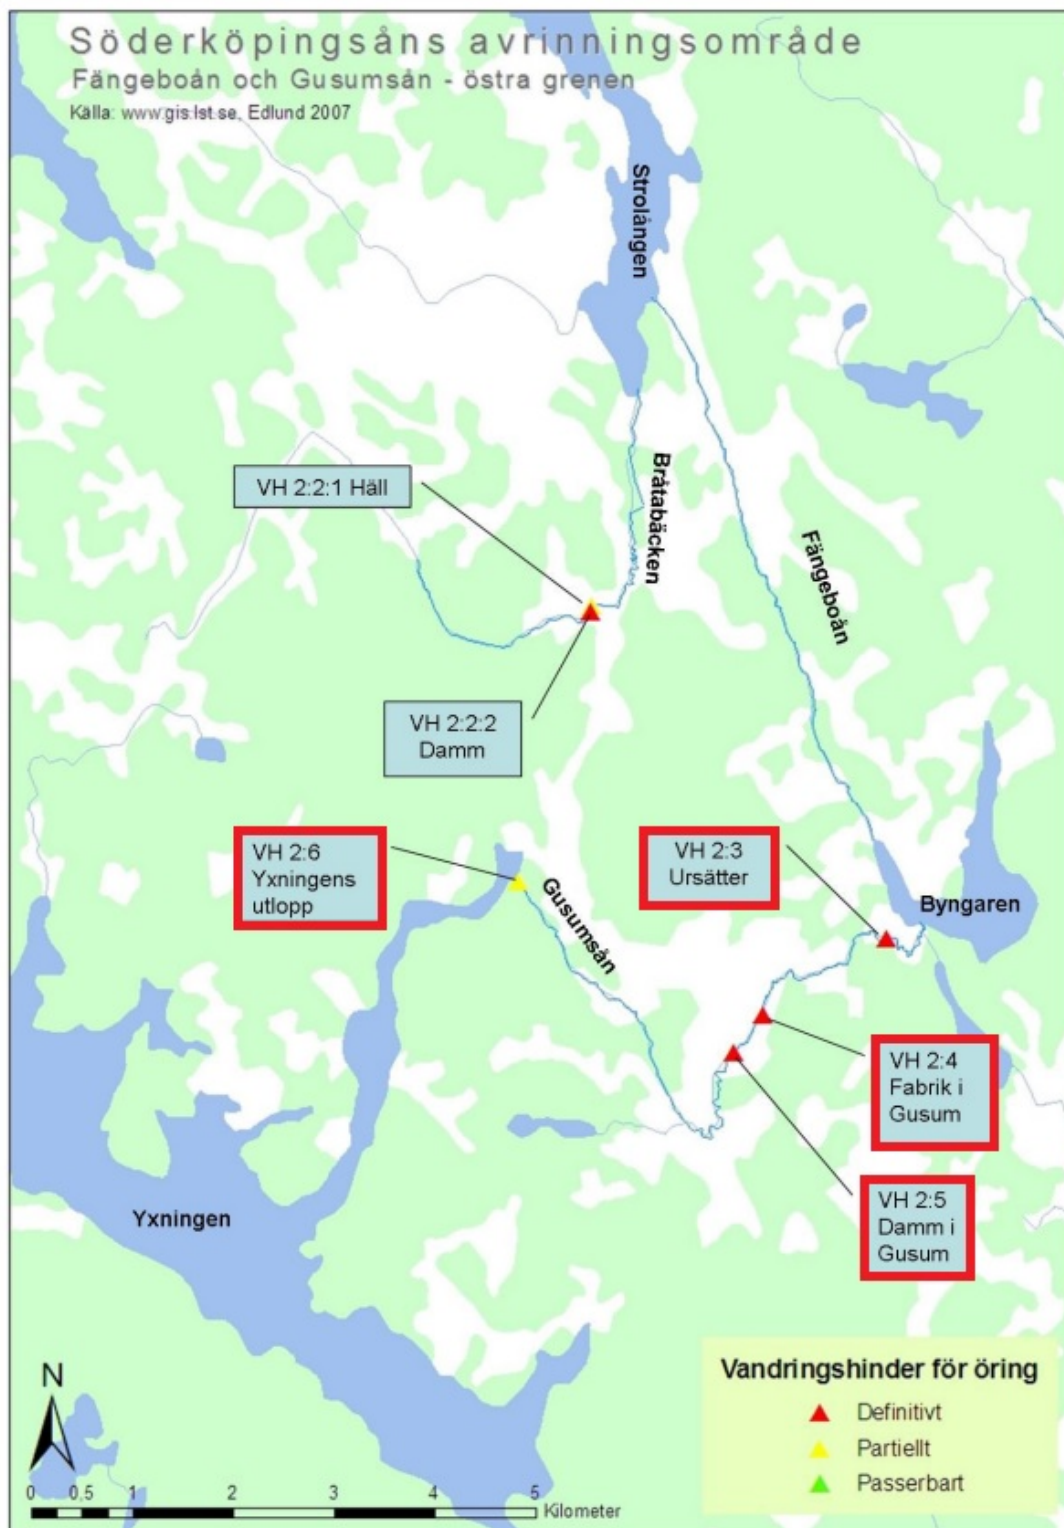 Söderköpingsåns avrinningsområde
Fängeboån och Gusumsån - östra grenen
Källa: www.gis.lst.se, Edlund 2007
Strolången
VH 2:2:1 Häll
Bråtabäcken
Fängeboån
VH 2:2:2
Damm
VH 2:6
Yxningens
utlopp
Gusumsån
VH 2:3
Ursätter
Byngaren
VH 2:4
Fabrik i
Gusum
VH 2:5
Damm i
Gusum
Yxningen
Vandringshinder för öring
Definitivt
Partiellt
Passerbart
N
0 0,5 1 2 3 4 5
Kilometer